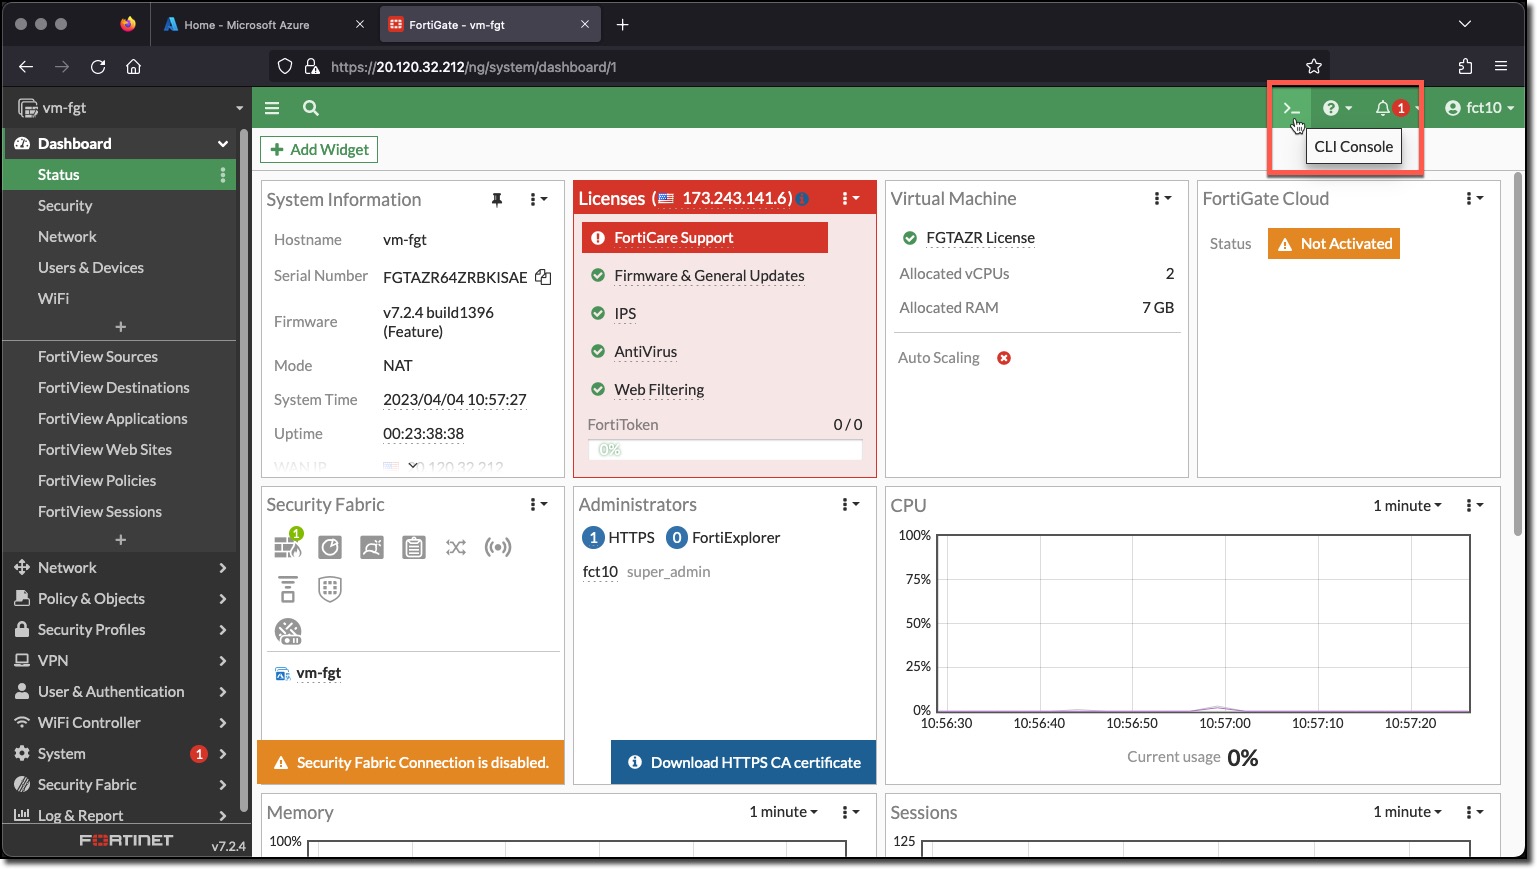 Home - Microsoft Azure
FortiGate - vm-fgt
https://20.120.32.212/ng/system/dashboard/1
vm-fgt
>_
?
1
fct10
CLI Console
Dashboard
Status
Security
Network
Users & Devices
WiFi
+
FortiView Sources
FortiView Destinations
FortiView Applications
FortiView Web Sites
FortiView Policies
FortiView Sessions
+
Network
Policy & Objects
Security Profiles
VPN
User & Authentication
WiFi Controller
System 1
Security Fabric
Log & Report
FORTINET v7.2.4
+ Add Widget
System Information
Hostname vm-fgt
Serial Number FGTAZR64ZRBKISAE
Firmware v7.2.4 build1396
(Feature)
Mode NAT
System Time 2023/04/04 10:57:27
Uptime 00:23:38:38
WAN IP 20.120.32.212
Licenses (173.243.141.6)
FortiCare Support
Firmware & General Updates
IPS
AntiVirus
Web Filtering
FortiToken 0 / 0
0%
Virtual Machine
FGTAZR License
Allocated vCPUs 2
Allocated RAM 7 GB
Auto Scaling
FortiGate Cloud
Status Not Activated
Security Fabric
1
vm-fgt
Security Fabric Connection is disabled.
Administrators
1 HTTPS 0 FortiExplorer
fct10 super_admin
Download HTTPS CA certificate
CPU 1 minute
100%
75%
50%
25%
0%
10:56:30 10:56:40 10:56:50 10:57:00 10:57:10 10:57:20
Current usage 0%
Memory 1 minute
100%
Sessions 1 minute
125